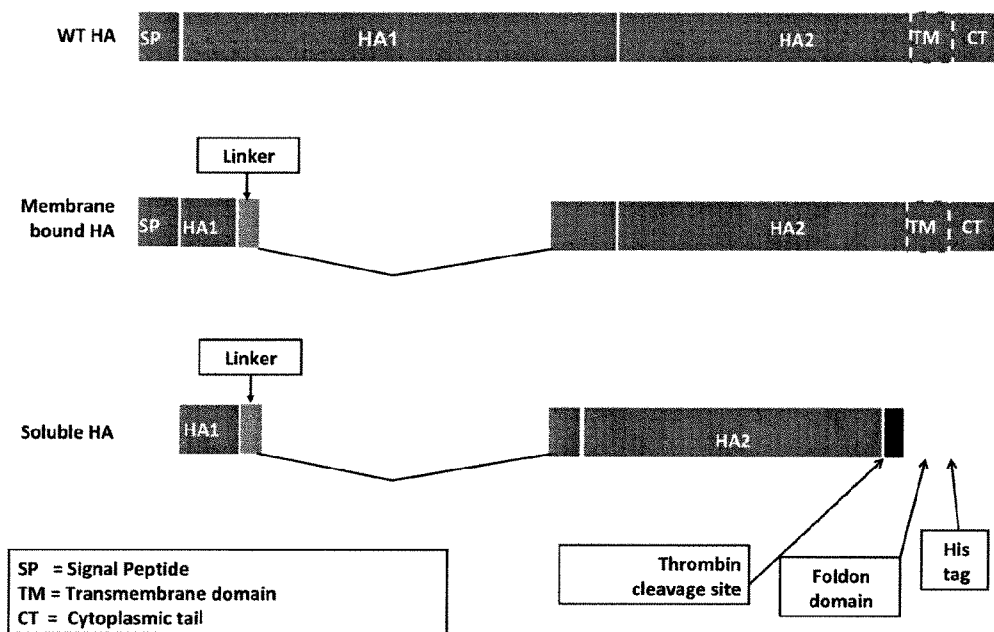 WT HA
SP
HA1
HA2
TM
CT
Linker
Membrane
bound HA
SP
HA1
HA2
TM
CT
Linker
Soluble HA
HA1
HA2
Thrombin
cleavage site
Foldon
domain
His
tag
SP = Signal Peptide
TM = Transmembrane domain
CT = Cytoplasmic tail